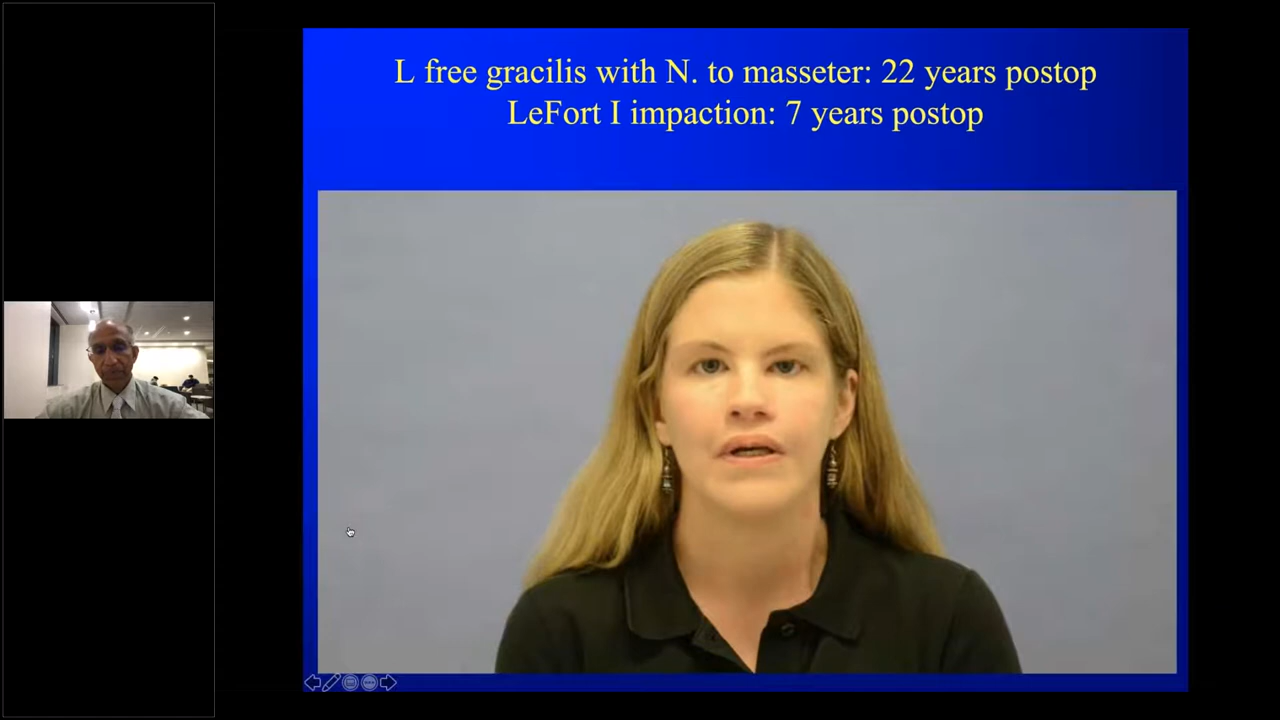 L free gracilis with N. to masseter: 22 years postop
LeFort I impaction: 7 years postop